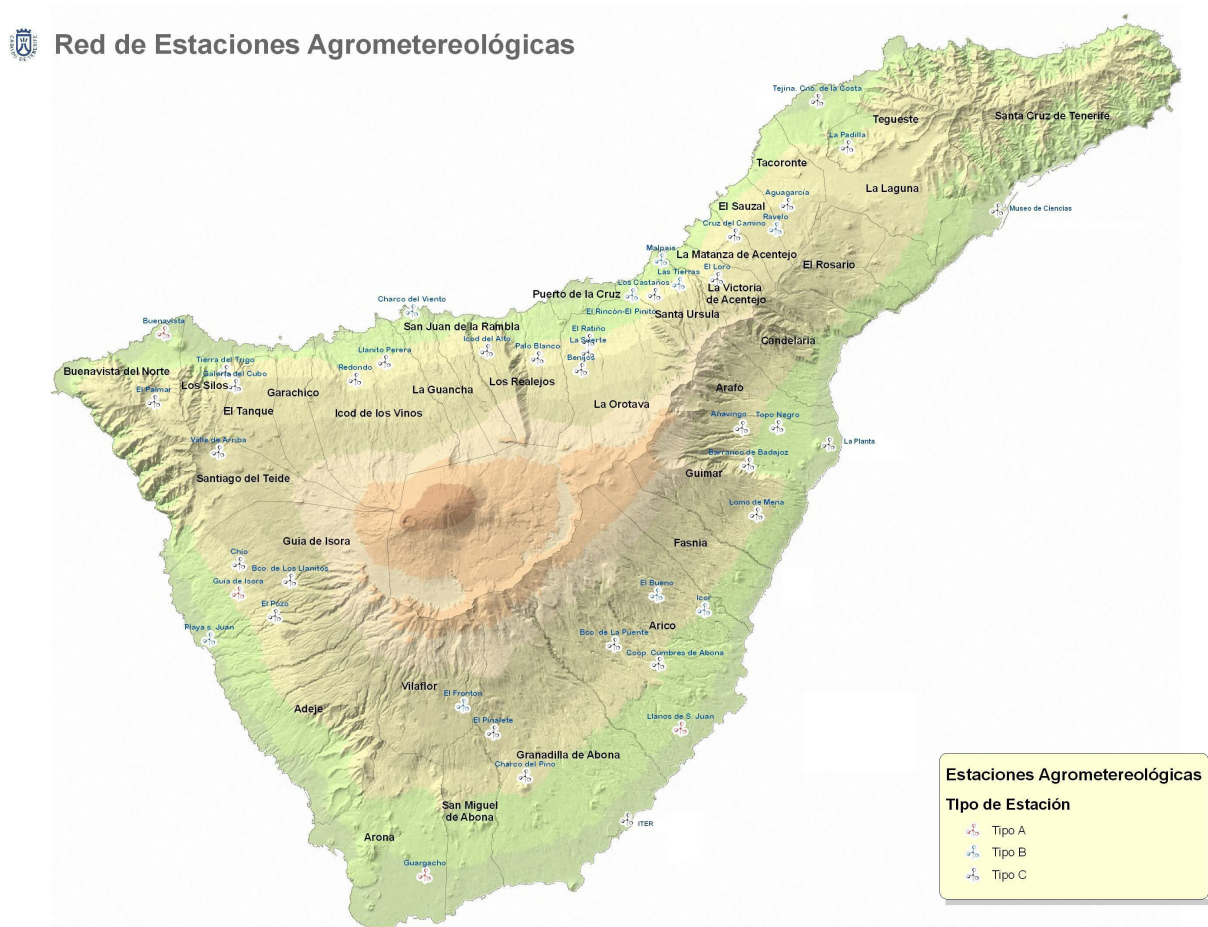 CABILDO DE TENERIFE
Red de Estaciones Agrometereológicas
Tejina. Cno. de la Costa
Tegueste
Santa Cruz de Tenerife
La Padilla
Tacoronte
La Laguna
Aguagarcía
El Sauzal
Museo de Ciencias
Ravelo
Cruz del Camino
Malpais
La Matanza de Acentejo
El Rosario
El Loro
Las Tierras
Los Castaños
La Victoria
de Acentejo
Puerto de la Cruz
Charco del Viento
El Rincón-El Pinito
Santa Ursula
Buenavista
San Juan de la Rambla
El Ratiño
La Suerte
Icod del Alto
Palo Blanco
Candelaria
Llanito Perera
Benijos
Tierra del Trigo
Redondo
Buenavista del Norte
Galería del Cubo
Los Silos
El Palmar
Garachico
La Guancha
Los Realejos
Arafo
El Tanque
Icod de los Vinos
La Orotava
Añavingo
Topo Negro
Valle de Arriba
La Planta
Barranco de Badajoz
Santiago del Teide
Guimar
Lomo de Mena
Guia de Isora
Fasnia
Chío
Bco. de Los Llanitos
Guía de Isora
El Bueno
Icor
El Pozo
Playa s. Juan
Arico
Bco. de La Puente
Coop. Cumbres de Abona
Vilaflor
El Frontón
Adeje
El Pinalete
Llanos de S. Juan
Granadilla de Abona
Charco del Pino
San Miguel
de Abona
ITER
Arona
Guargacho
Estaciones Agrometereológicas
TIpo de Estación
Tipo A
Tipo B
Tipo C